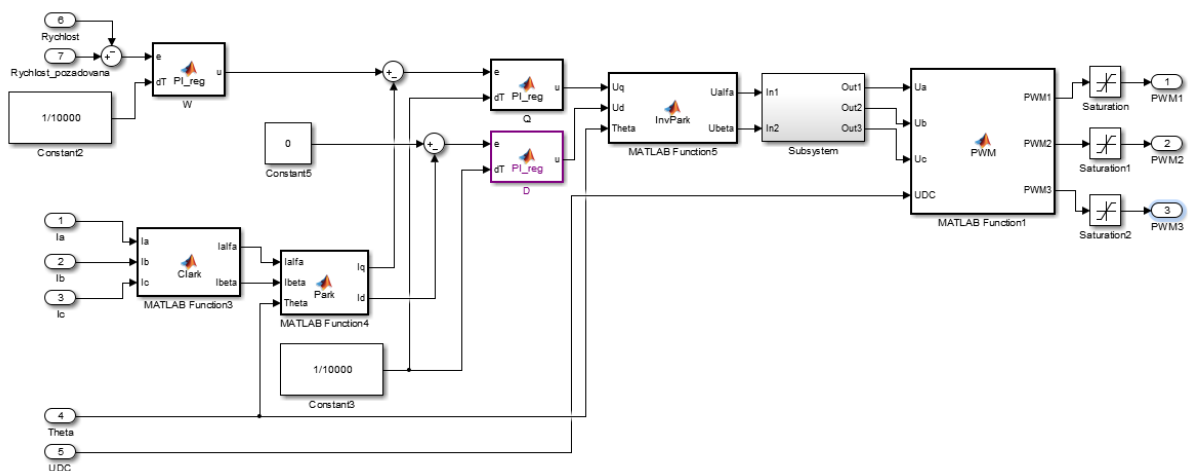 6
Rychlost
7
Rychlost_pozadovana
+
−
e
dT
PI_reg
u
W
1/10000
Constant2
+
−
e
dT
PI_reg
u
Q
0
Constant5
+
−
e
dT
PI_reg
u
D
Uq
Ud
Theta
InvPark
Ualfa
Ubeta
MATLAB Function5
In1
In2
Out1
Out2
Out3
Subsystem
Ua
Ub
Uc
UDC
PWM
PWM1
PWM2
PWM3
MATLAB Function1
Saturation
1
PWM1
Saturation1
2
PWM2
Saturation2
3
PWM3
1
Ia
2
Ib
3
Ic
Ia
Ib
Ic
Clark
Ialfa
Ibeta
MATLAB Function3
Ialfa
Ibeta
Theta
Park
Iq
Id
MATLAB Function4
1/10000
Constant3
4
Theta
5
UDC